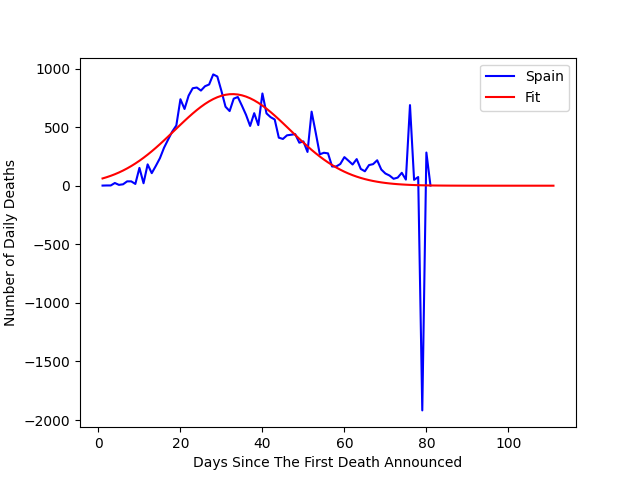 Spain
Fit
1000
500
0
−500
−1000
−1500
−2000
Number of Daily Deaths
0 20 40 60 80 100
Days Since The First Death Announced